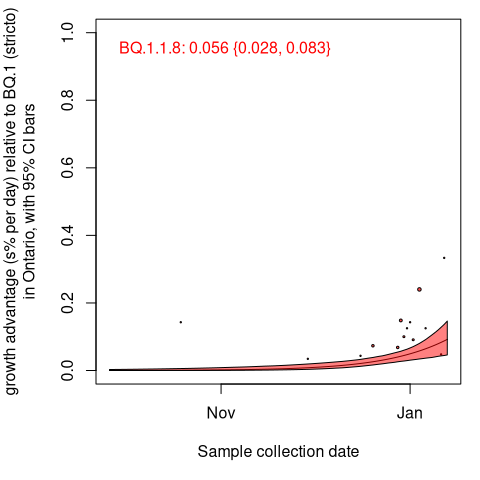 growth advantage (s% per day) relative to BQ.1 (stricto)
in Ontario, with 95% CI bars
BQ.1.1.8: 0.056 {0.028, 0.083}
1.0
0.8
0.6
0.4
0.2
0.0
Nov Jan
Sample collection date